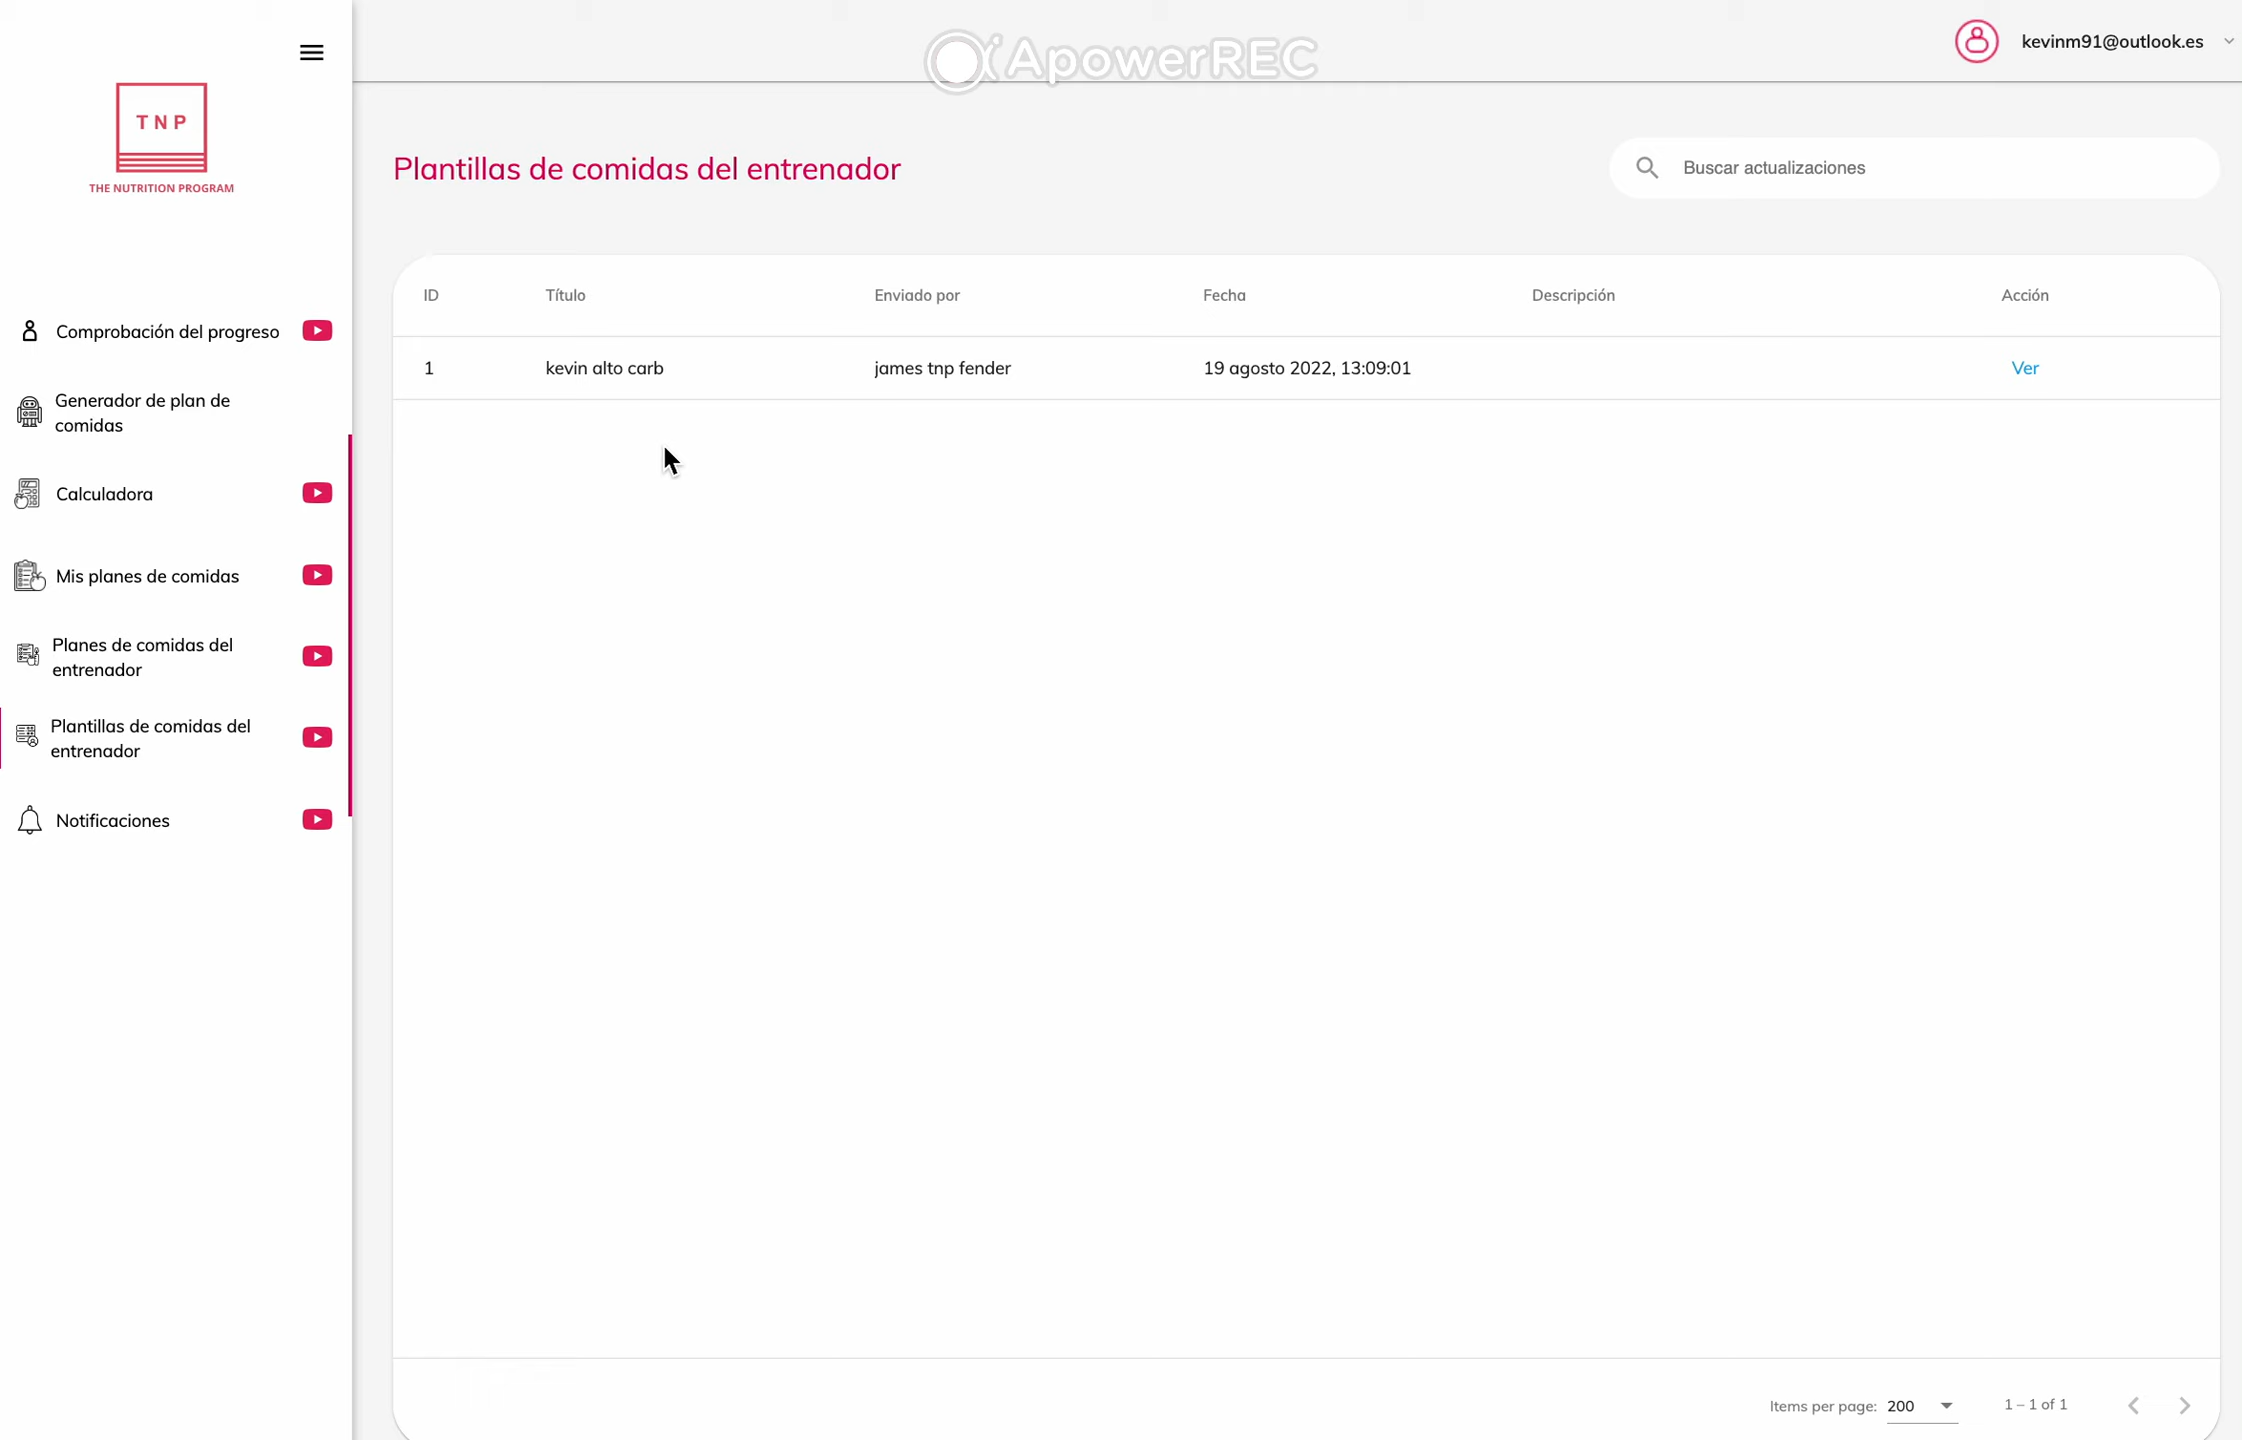 ApowerREC
kevinm91@outlook.es
TNP
THE NUTRITION PROGRAM
Plantillas de comidas del entrenador
Buscar actualizaciones
ID Título Enviado por Fecha Descripción Acción
1 kevin alto carb james tnp fender 19 agosto 2022, 13:09:01 Ver
Comprobación del progreso
Generador de plan de
comidas
Calculadora
Mis planes de comidas
Planes de comidas del
entrenador
Plantillas de comidas del
entrenador
Notificaciones
Items per page: 200 1 – 1 of 1